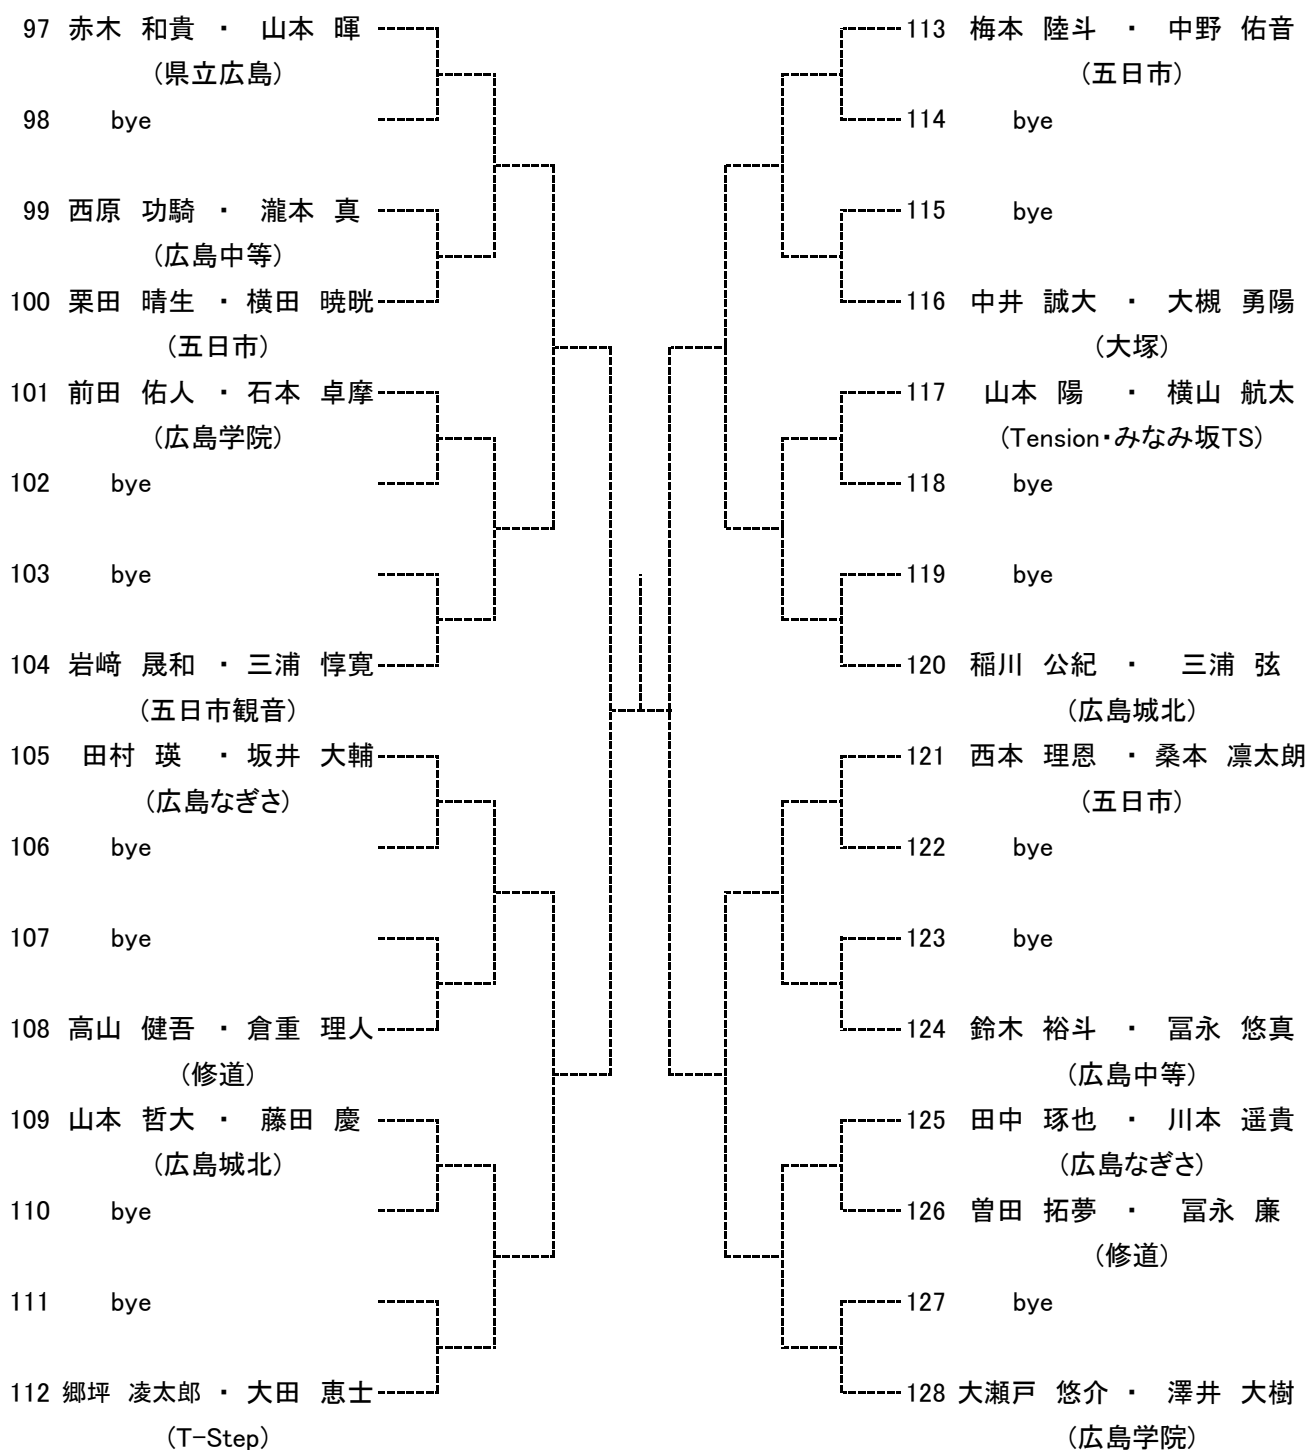 97 赤木 和貴 ・ 山本 暉
(県立広島)
98 bye
99 西原 功騎 ・ 瀧本 真
(広島中等)
100 栗田 晴生 ・ 横田 暁晄
(五日市)
101 前田 佑人 ・ 石本 卓摩
(広島学院)
102 bye
103 bye
104 岩﨑 晟和 ・ 三浦 惇寛
(五日市観音)
105 田村 瑛 ・ 坂井 大輔
(広島なぎさ)
106 bye
107 bye
108 高山 健吾 ・ 倉重 理人
(修道)
109 山本 哲大 ・ 藤田 慶
(広島城北)
110 bye
111 bye
112 郷坪 凌太郎 ・ 大田 恵士
(T-Step)
113 梅本 陸斗 ・ 中野 佑音
(五日市)
114 bye
115 bye
116 中井 誠大 ・ 大槻 勇陽
(大塚)
117 山本 陽 ・ 横山 航太
(Tension・みなみ坂TS)
118 bye
119 bye
120 稲川 公紀 ・ 三浦 弦
(広島城北)
121 西本 理恩 ・ 桑本 凛太朗
(五日市)
122 bye
123 bye
124 鈴木 裕斗 ・ 冨永 悠真
(広島中等)
125 田中 琢也 ・ 川本 遥貴
(広島なぎさ)
126 曽田 拓夢 ・ 冨永 廉
(修道)
127 bye
128 大瀬戸 悠介 ・ 澤井 大樹
(広島学院)